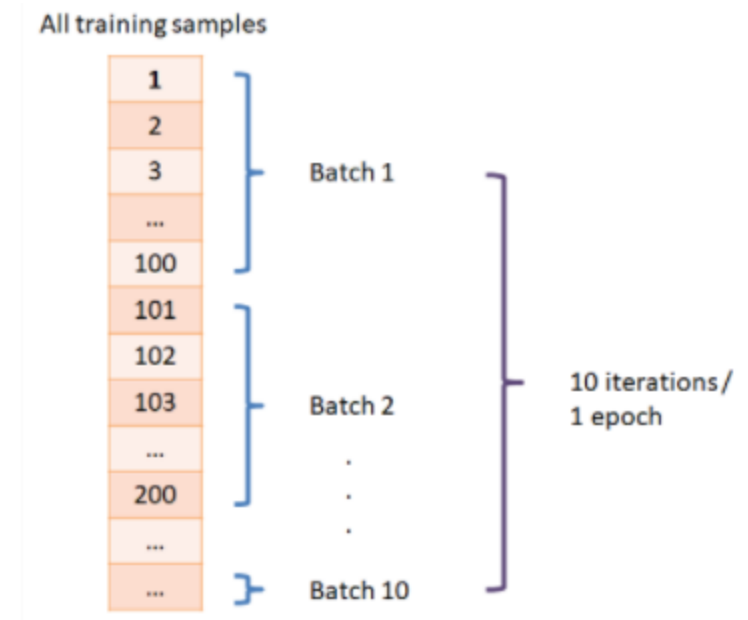 All training samples
1
2
3
...
100
101
102
103
...
200
...
...
Batch 1
Batch 2
.
.
.
Batch 10
10 iterations/
1 epoch